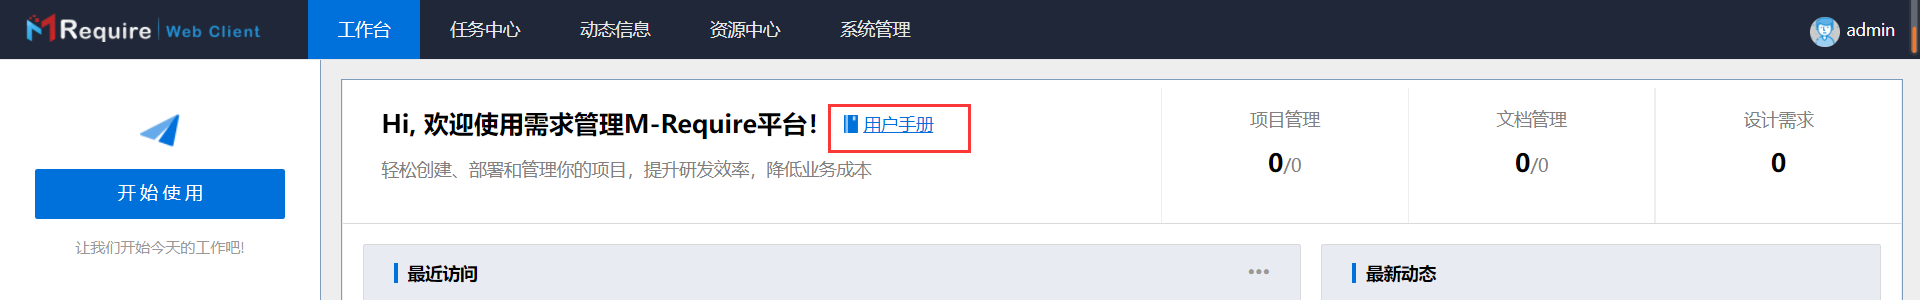 MRequire | Web Client
工作台
任务中心
动态信息
资源中心
系统管理
admin
开始使用
让我们开始今天的工作吧!
Hi, 欢迎使用需求管理M-Require平台!
用户手册
轻松创建、部署和管理你的项目，提升研发效率，降低业务成本
项目管理
0/0
文档管理
0/0
设计需求
0
最近访问
最新动态